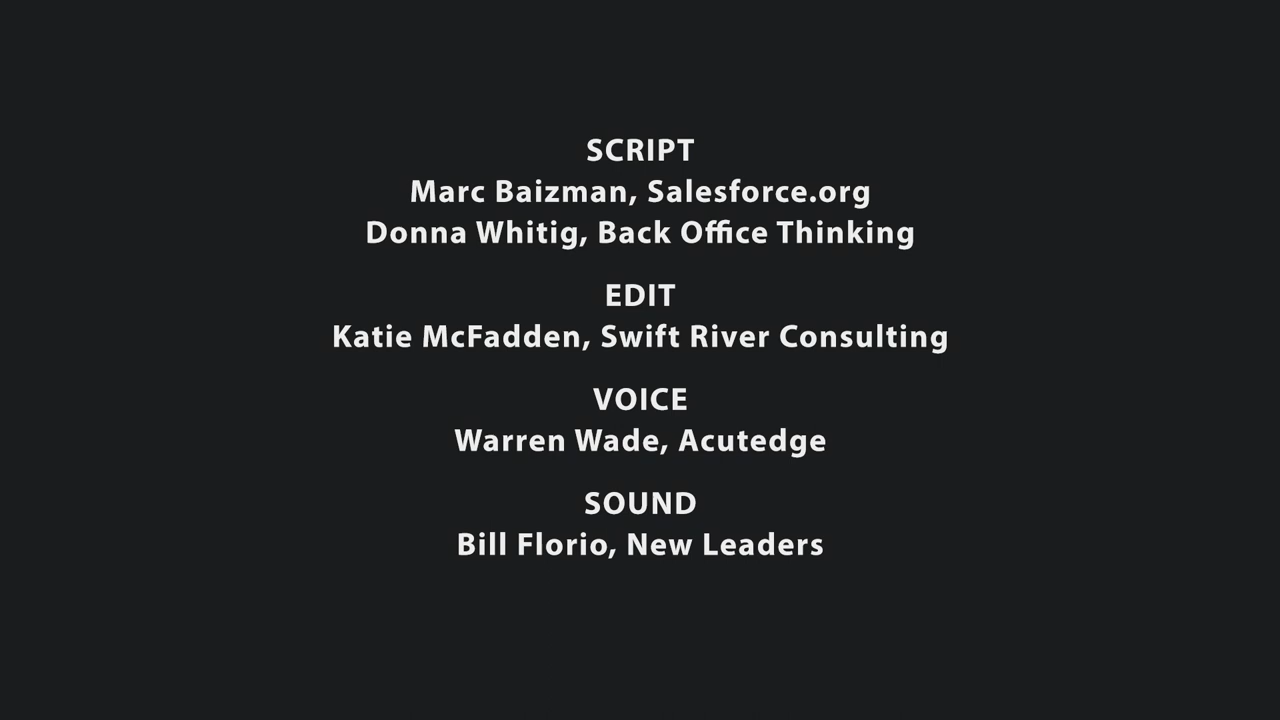 SCRIPT
Marc Baizman, Salesforce.org
Donna Whitig, Back Office Thinking
EDIT
Katie McFadden, Swift River Consulting
VOICE
Warren Wade, Acutedge
SOUND
Bill Florio, New Leaders